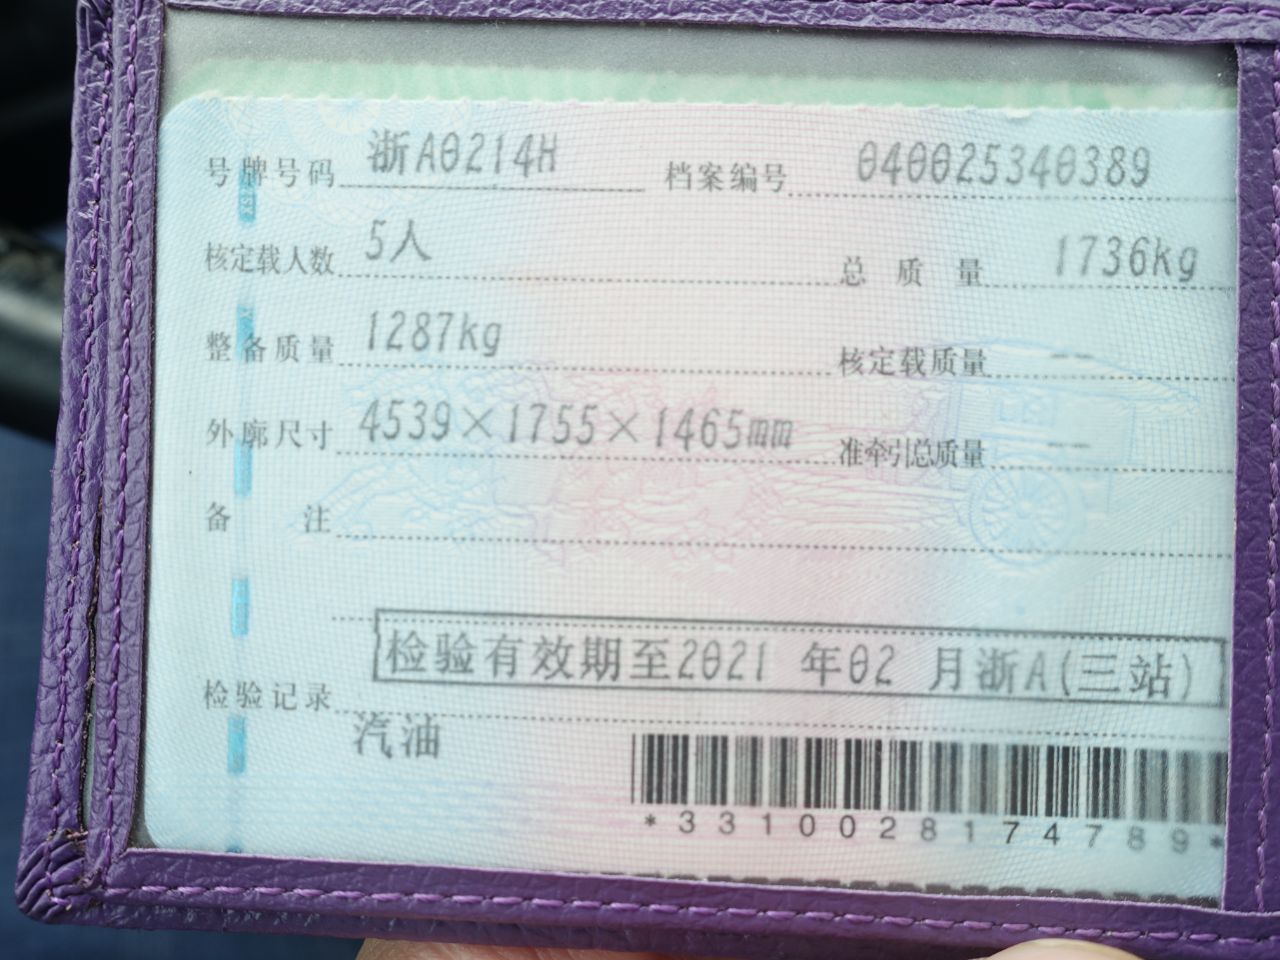 号牌号码 浙A0214H 档案编号 040025340389
核定载人数 5人 总质量 1736kg
整备质量 1287kg 核定载质量 --
外廓尺寸 4539×1755×1465mm 准牵引总质量 --
备注
检验有效期至2021 年02 月浙A(三站)
检验记录
汽油
*3310028174789*